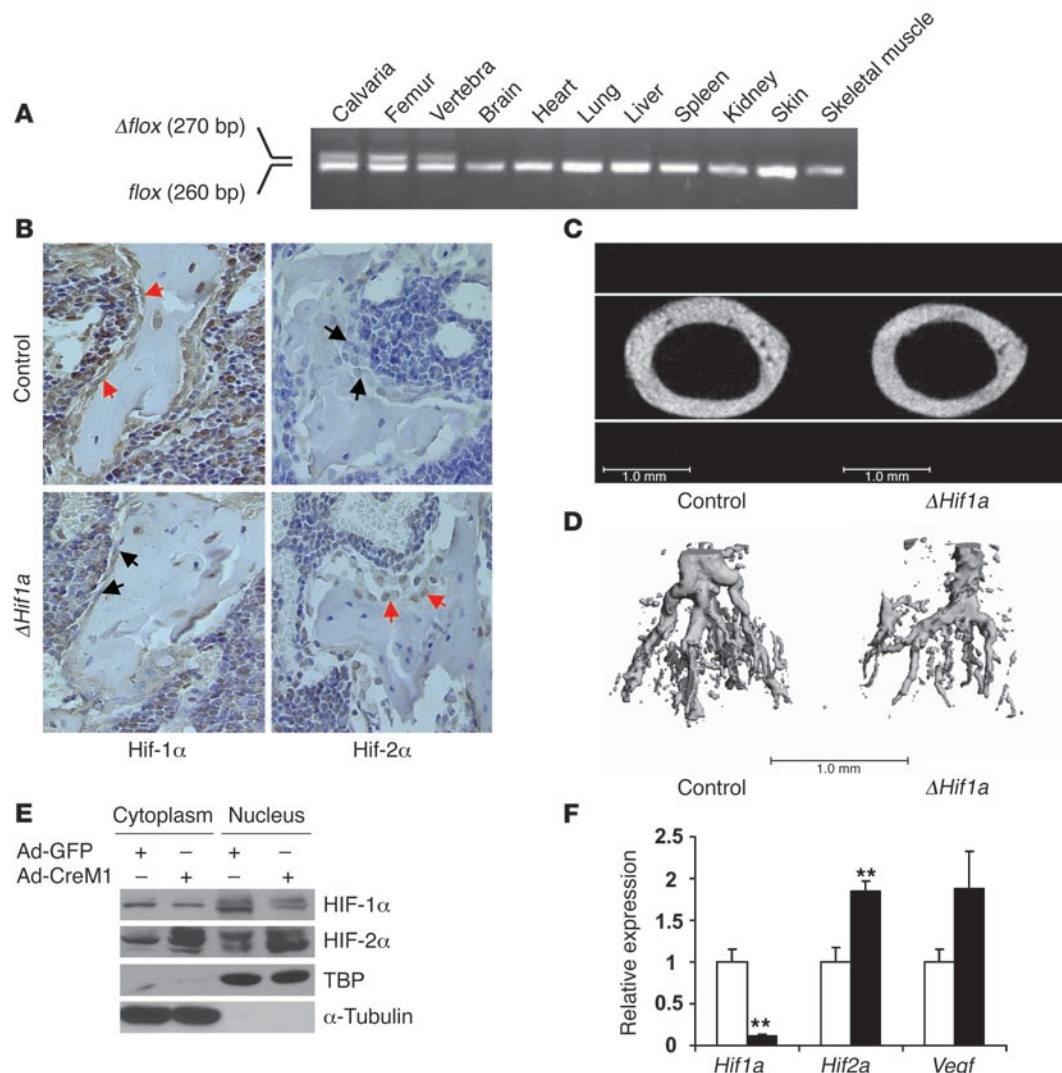 A
Calvaria
Femur
Vertebra
Brain
Heart
Lung
Liver
Spleen
Kidney
Skin
Skeletal muscle
Δflox (270 bp)
flox (260 bp)
B
Control
ΔHif1a
Hif-1α
Hif-2α
C
1.0 mm
1.0 mm
Control
ΔHif1a
D
1.0 mm
Control
ΔHif1a
E
Cytoplasm Nucleus
Ad-GFP + – + –
Ad-CreM1 – + – +
HIF-1α
HIF-2α
TBP
α-Tubulin
F
Relative expression
2.5
2
1.5
1
0.5
0
**
**
Hif1a Hif2a Vegf